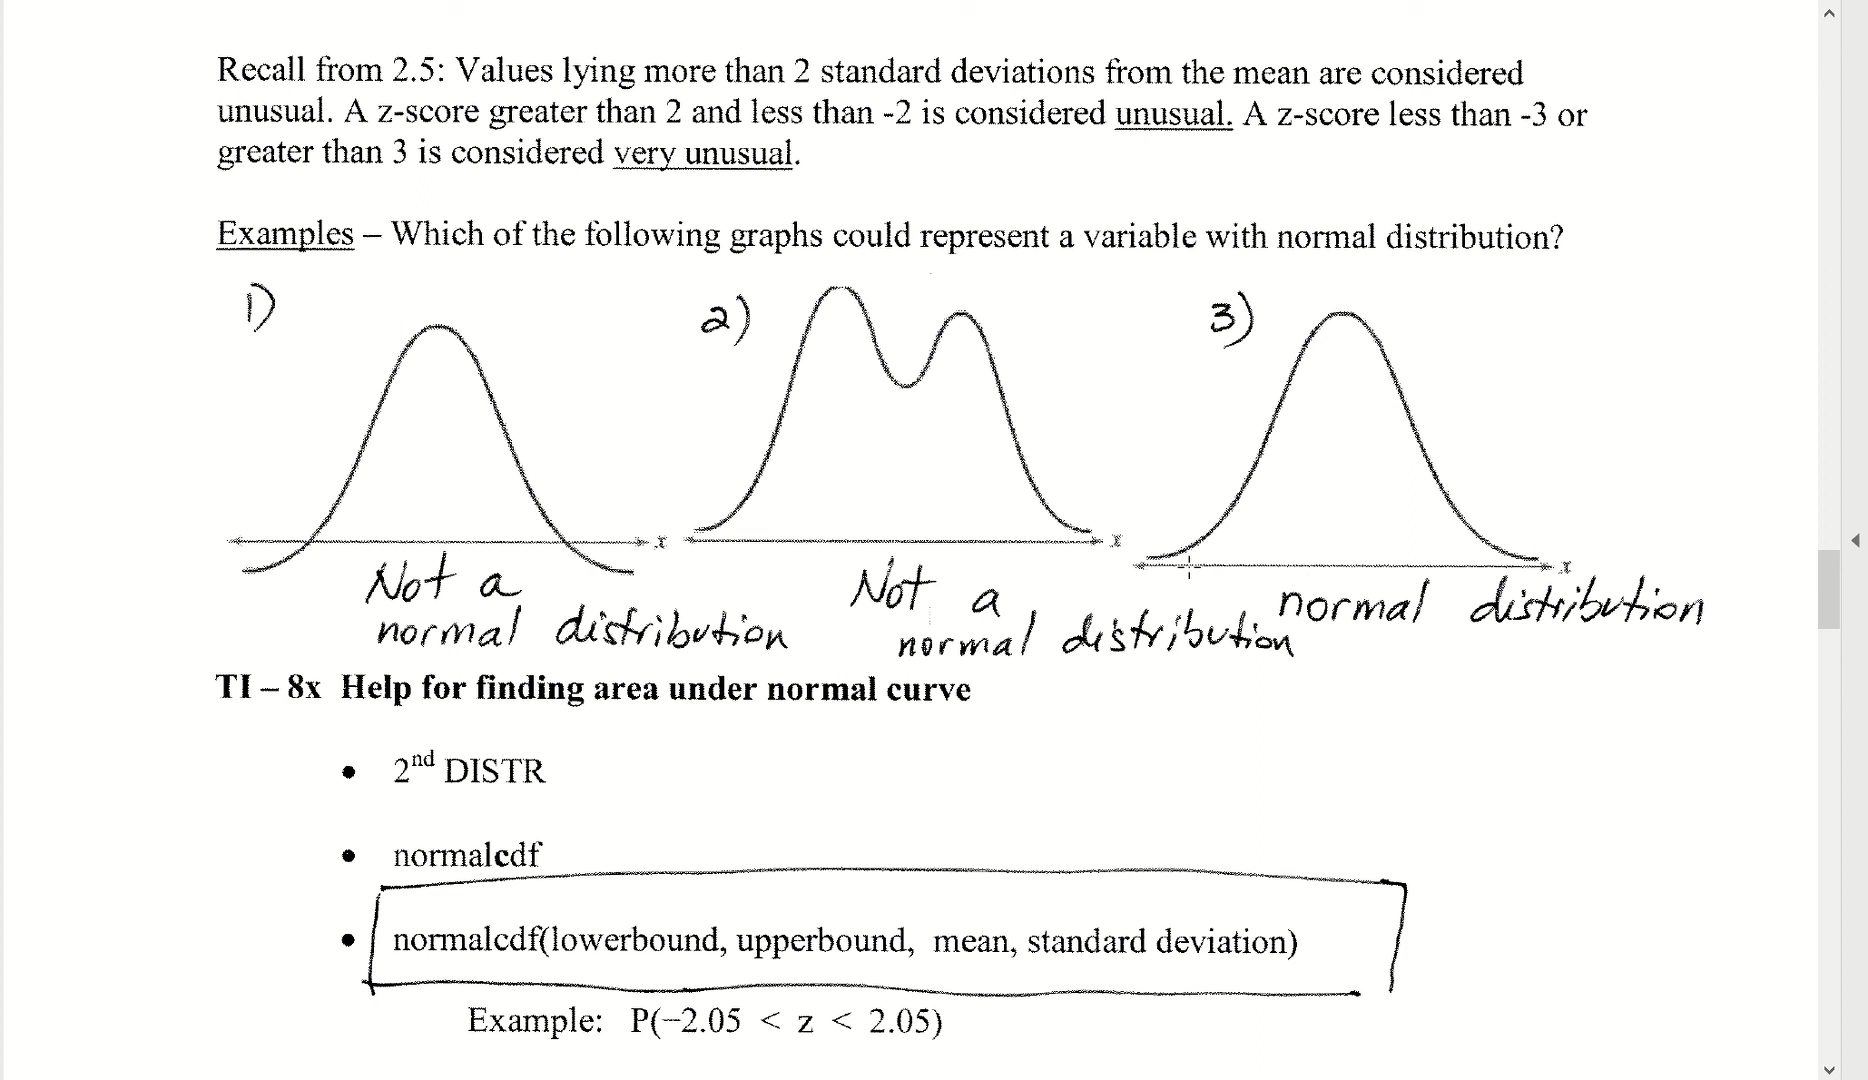 Recall from 2.5: Values lying more than 2 standard deviations from the mean are considered
unusual. A z-score greater than 2 and less than -2 is considered unusual. A z-score less than -3 or
greater than 3 is considered very unusual.
Examples – Which of the following graphs could represent a variable with normal distribution?
1)
2)
3)
x
x
x
Not a
normal distribution
Not a
normal distribution
normal distribution
TI – 8x Help for finding area under normal curve
• 2nd DISTR
• normalcdf
• normalcdf(lowerbound, upperbound, mean, standard deviation)
Example: P(−2.05 < z < 2.05)